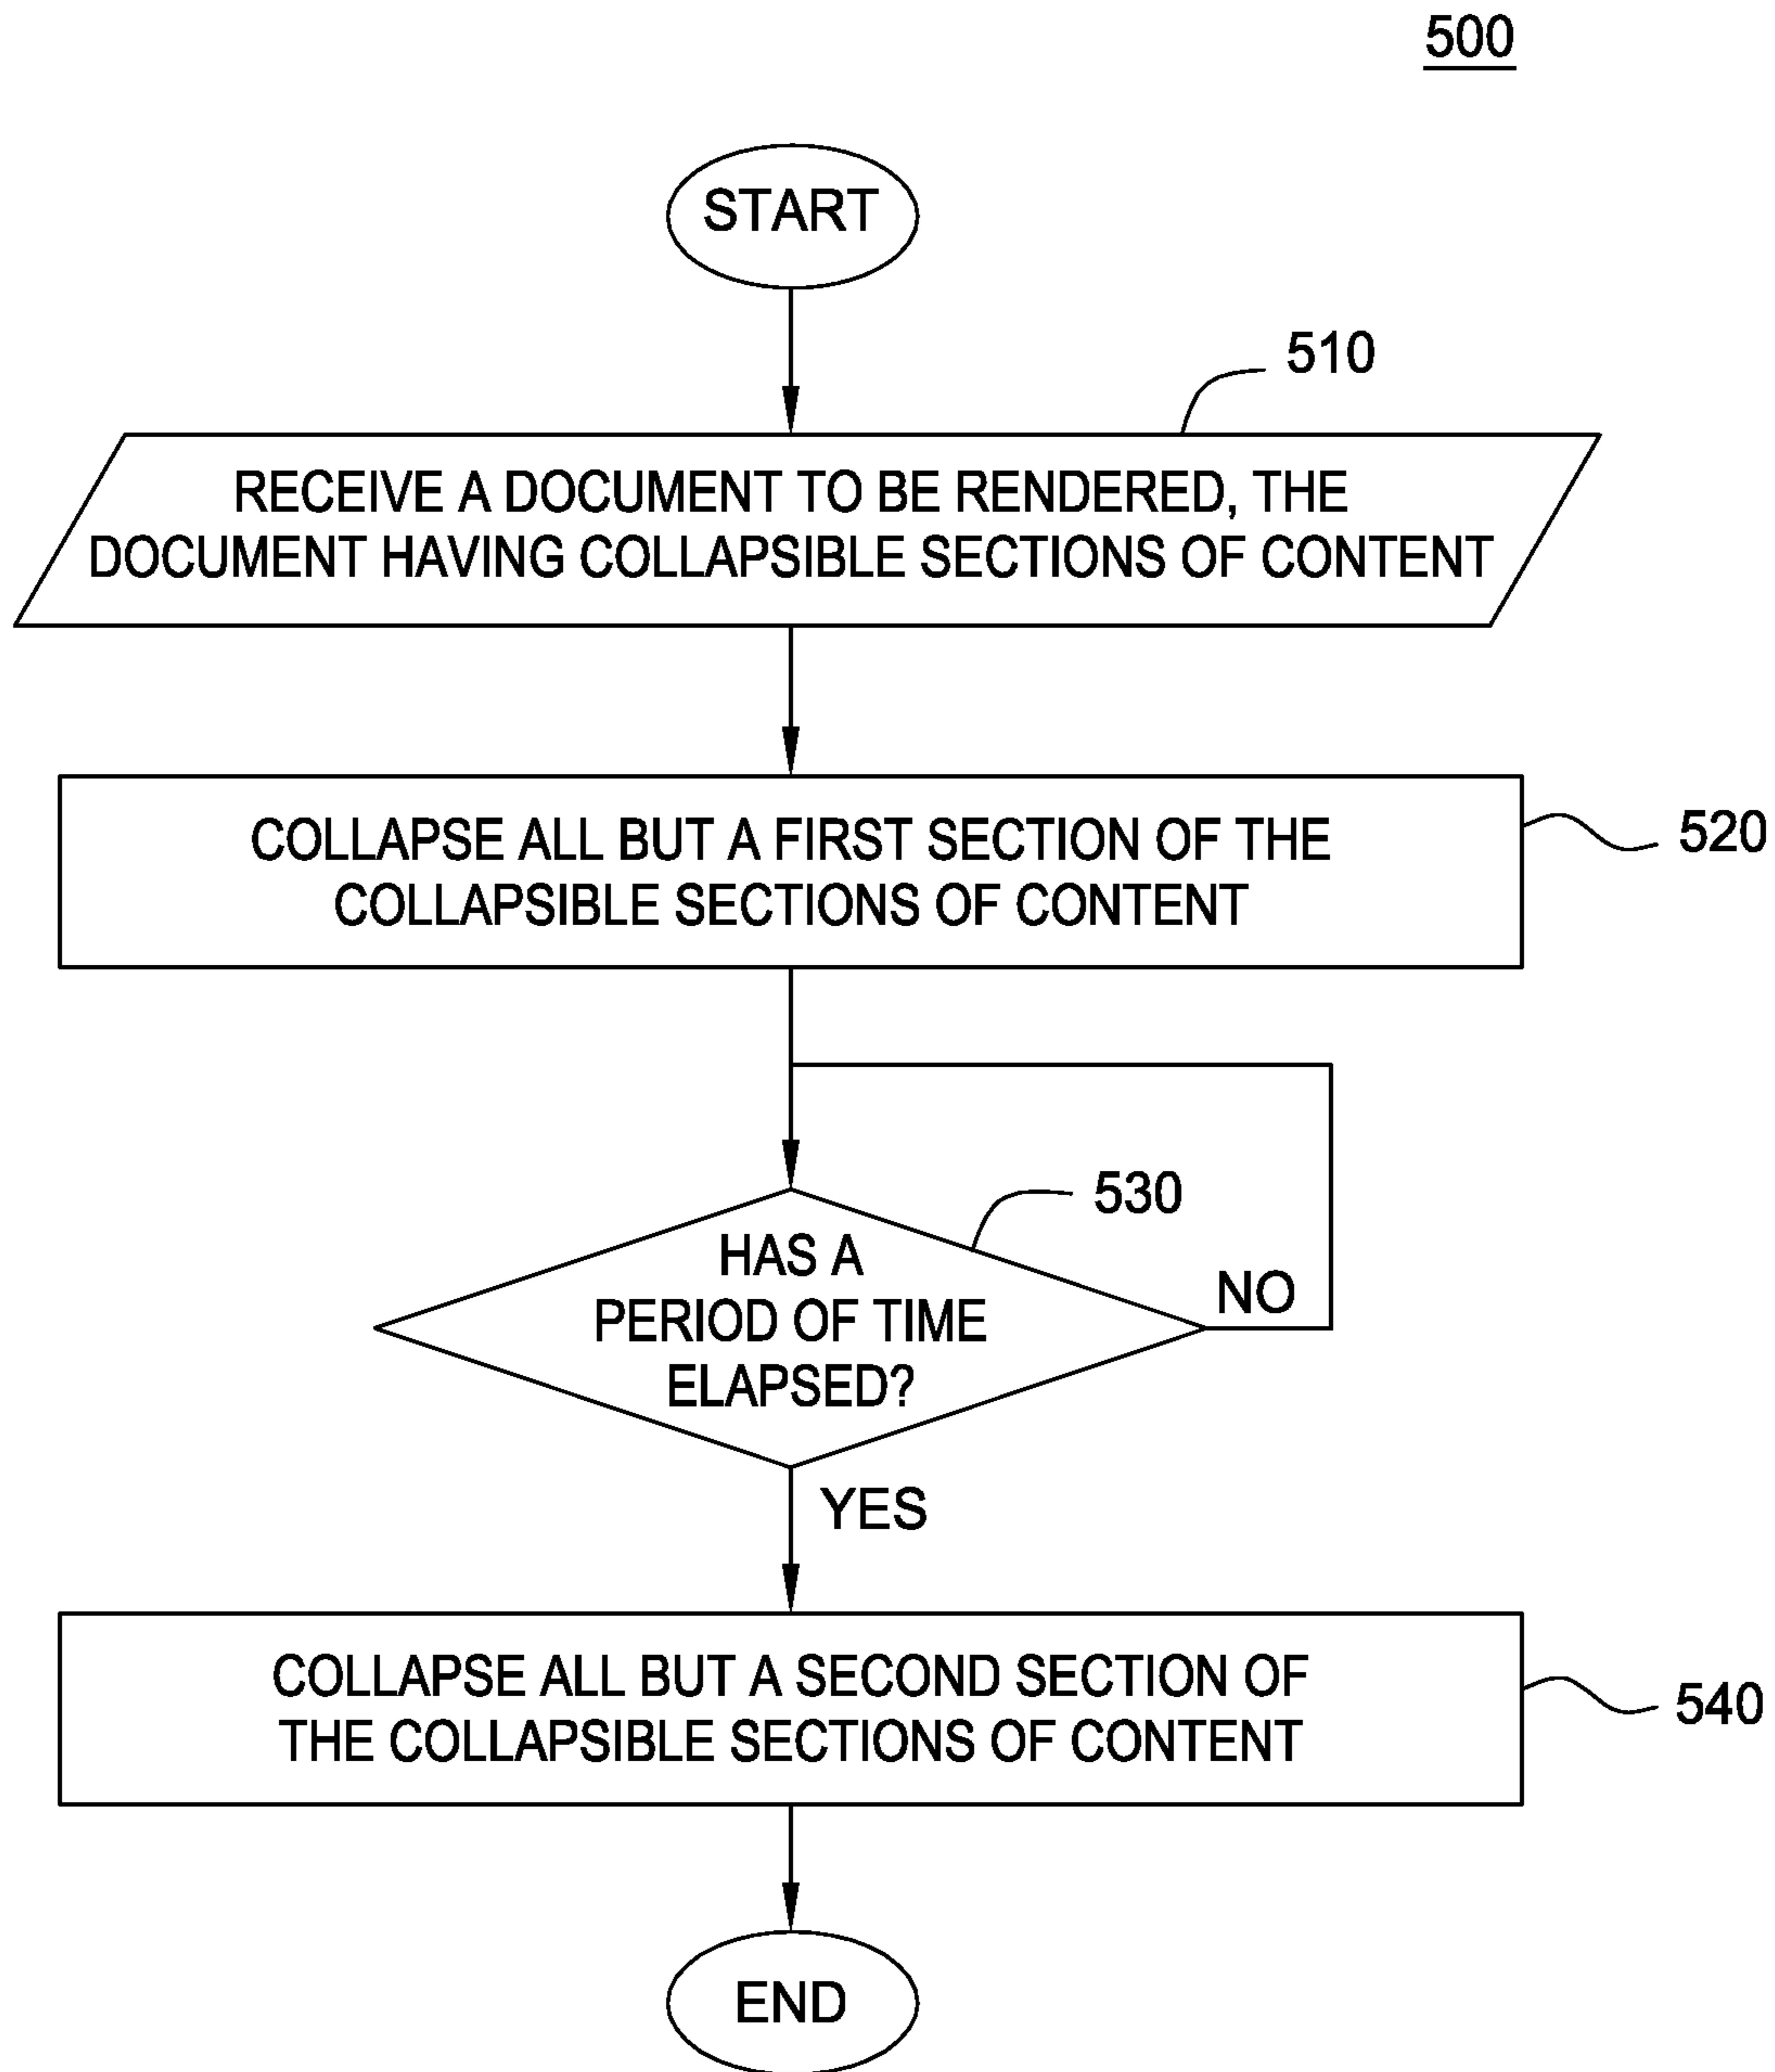 500
START
510
RECEIVE A DOCUMENT TO BE RENDERED, THE
DOCUMENT HAVING COLLAPSIBLE SECTIONS OF CONTENT
COLLAPSE ALL BUT A FIRST SECTION OF THE
COLLAPSIBLE SECTIONS OF CONTENT
520
530
HAS A
PERIOD OF TIME
ELAPSED?
NO
YES
COLLAPSE ALL BUT A SECOND SECTION OF
THE COLLAPSIBLE SECTIONS OF CONTENT
540
END